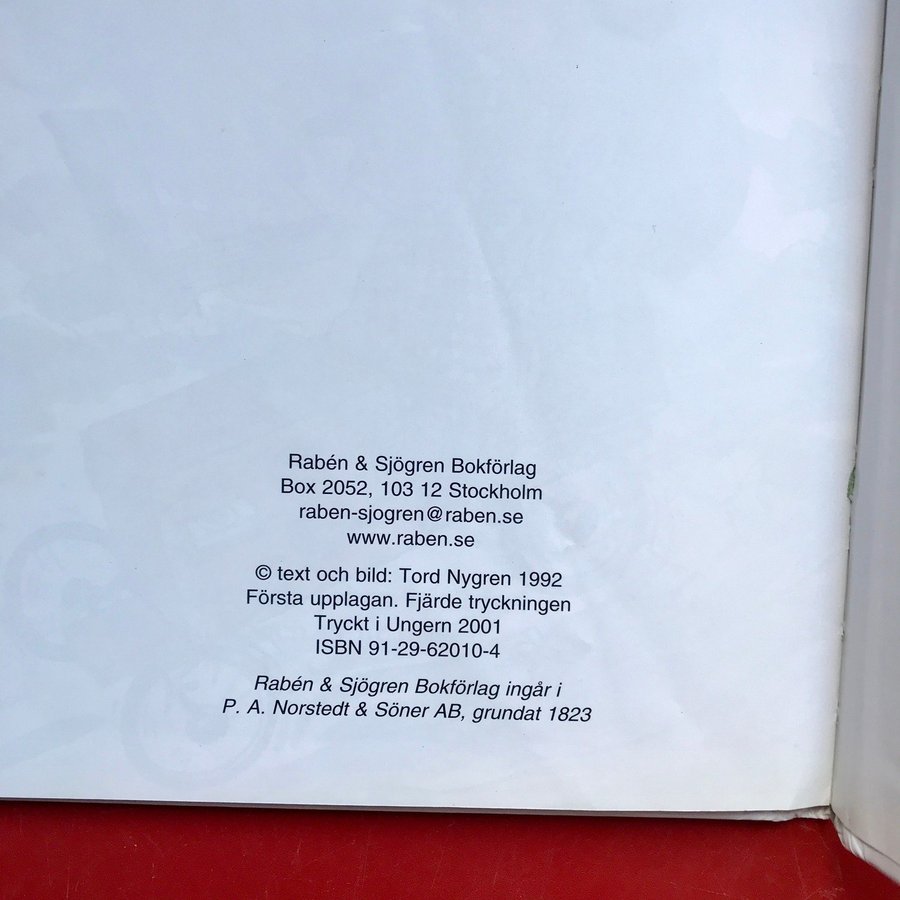 Rabén & Sjögren Bokförlag
Box 2052, 103 12 Stockholm
raben-sjogren@raben.se
www.raben.se
© text och bild: Tord Nygren 1992
Första upplagan. Fjärde tryckningen
Tryckt i Ungern 2001
ISBN 91-29-62010-4
Rabén & Sjögren Bokförlag ingår i
P. A. Norstedt & Söner AB, grundat 1823